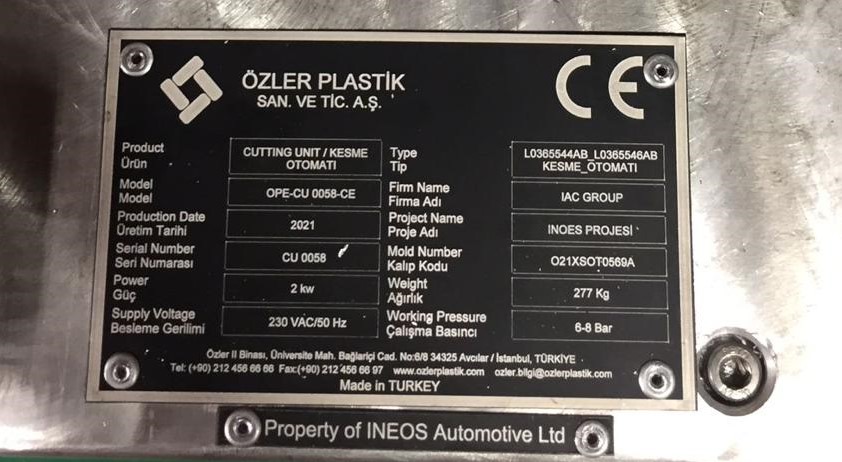 ÖZLER PLASTİK
SAN. VE TİC. A.Ş.
CE
Product
Ürün
CUTTING UNIT / KESME
OTOMATI
Type
Tip
L0365544AB_L0365546AB
KESME_OTOMATI
Model
Model
OPE-CU 0058-CE
Firm Name
Firma Adı
IAC GROUP
Production Date
Üretim Tarihi
2021
Project Name
Proje Adı
INOES PROJESİ
Serial Number
Seri Numarası
CU 0058
Mold Number
Kalıp Kodu
O21XSOT0569A
Power
Güç
2 kw
Weight
Ağırlık
277 Kg
Supply Voltage
Besleme Gerilimi
230 VAC/50 Hz
Working Pressure
Çalışma Basıncı
6-8 Bar
Özler II Binası, Üniversite Mah. Bağlariçi Cad. No:6/8 34325 Avcılar / İstanbul, TÜRKİYE
Tel: (+90) 212 456 66 66 Fax:(+90) 212 456 66 97 www.ozlerplastik.com ozler.bilgi@ozlerplastik.com
Made in TURKEY
Property of INEOS Automotive Ltd